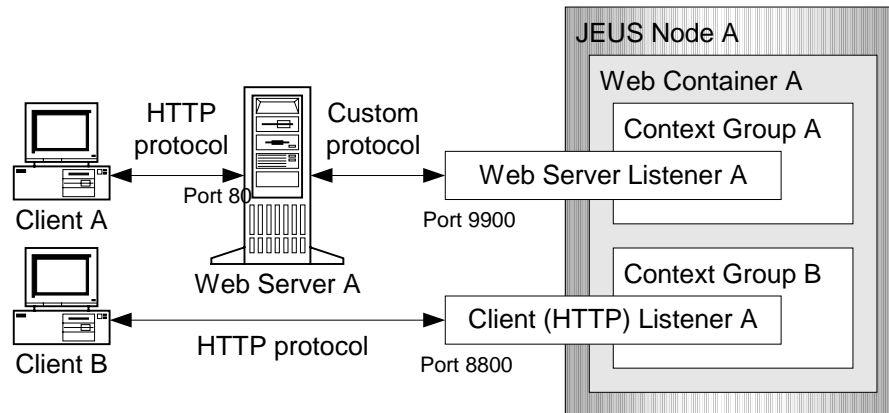 JEUS Node A
Web Container A
HTTP
protocol
Custom
protocol
Context Group A
Web Server Listener A
Port 80
Client A
Port 9900
Web Server A
Context Group B
Client (HTTP) Listener A
HTTP protocol
Client B
Port 8800